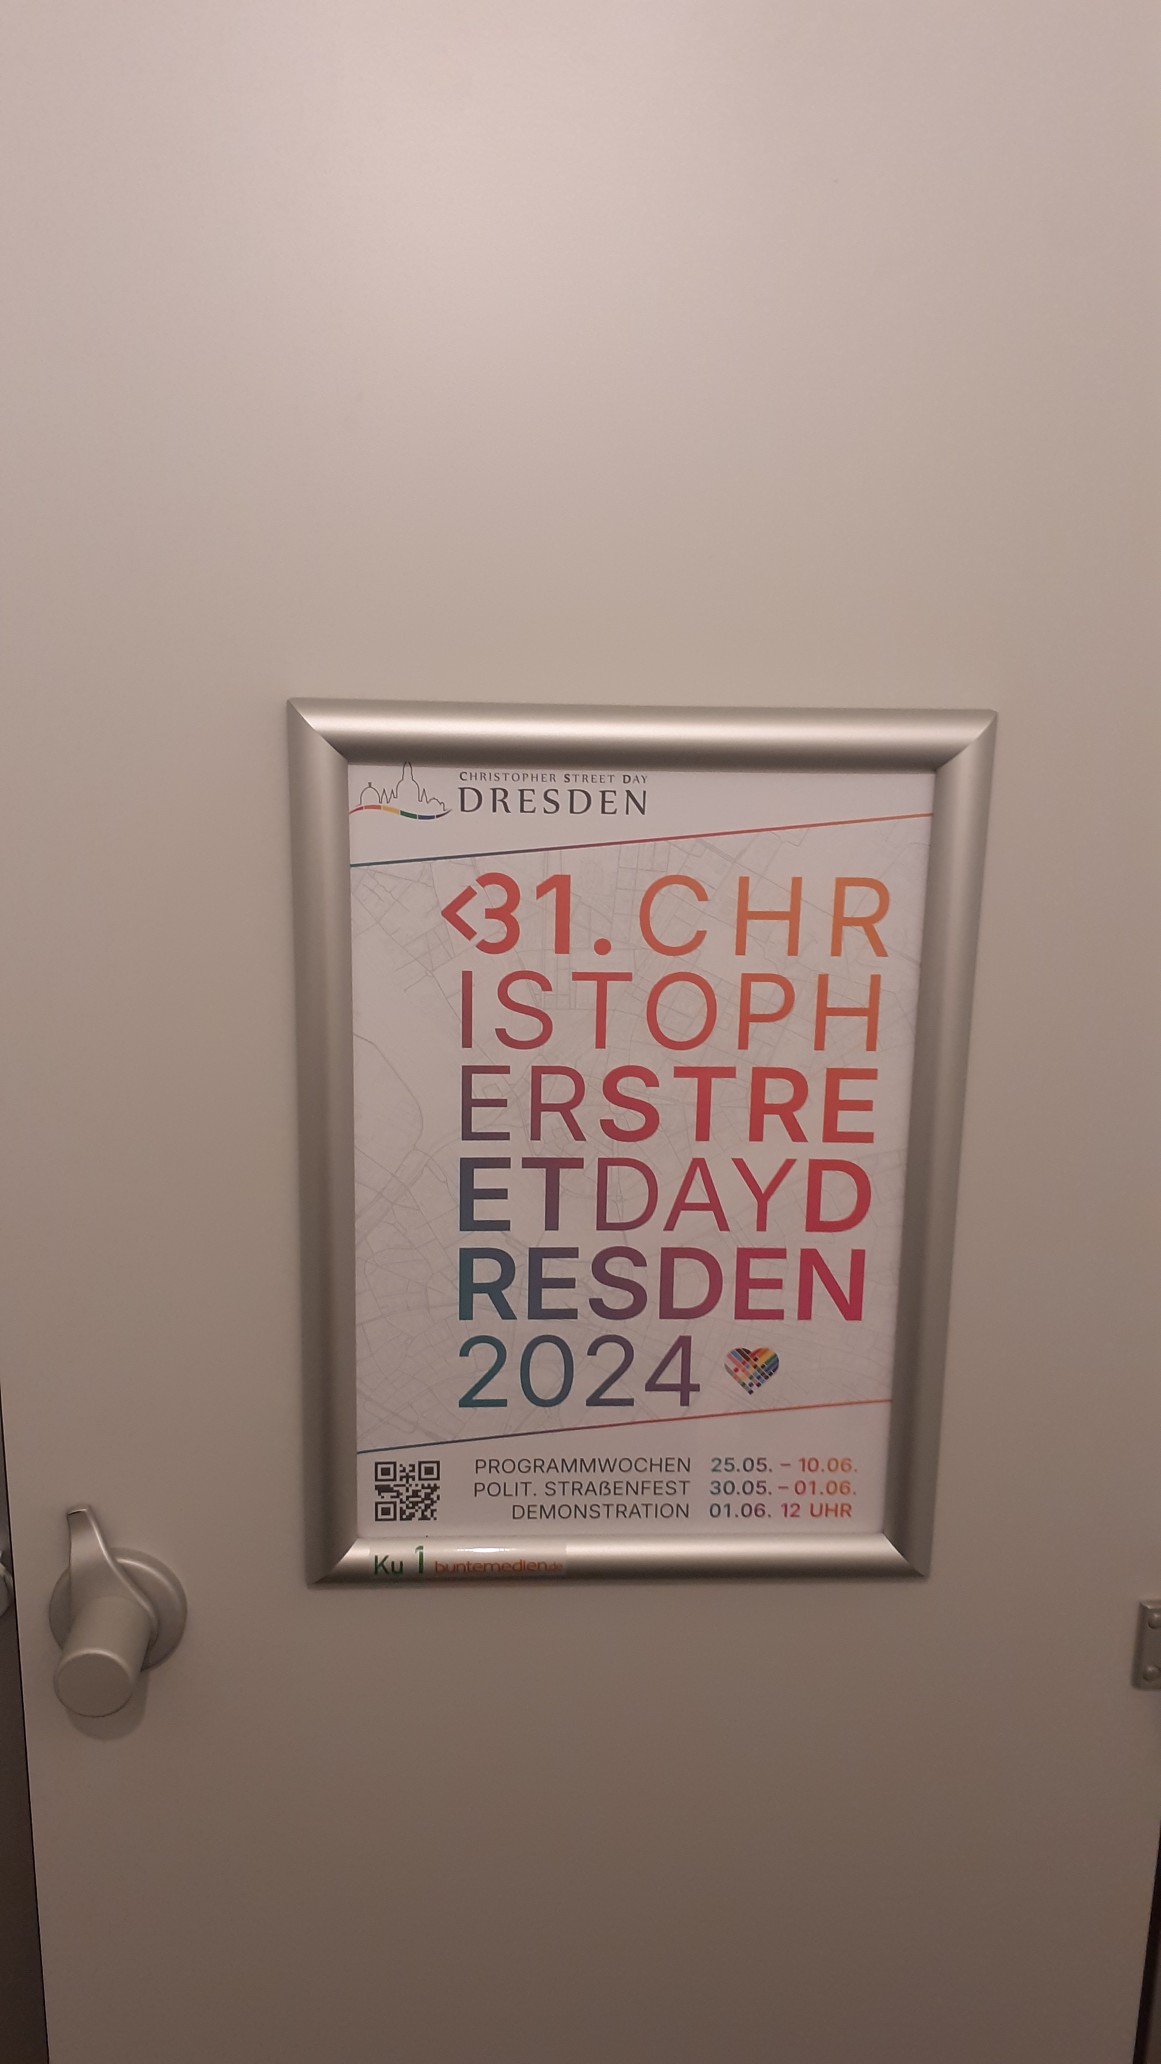 CHRISTOPHER STREET DAY
DRESDEN
<31. CHR
ISTOPH
ERSTRE
ETDAYD
RESDEN
2024
PROGRAMMWOCHEN 25.05. – 10.06.
POLIT. STRAßENFEST 30.05. – 01.06.
DEMONSTRATION 01.06. 12 UHR
Ku 1 buntemedien.de